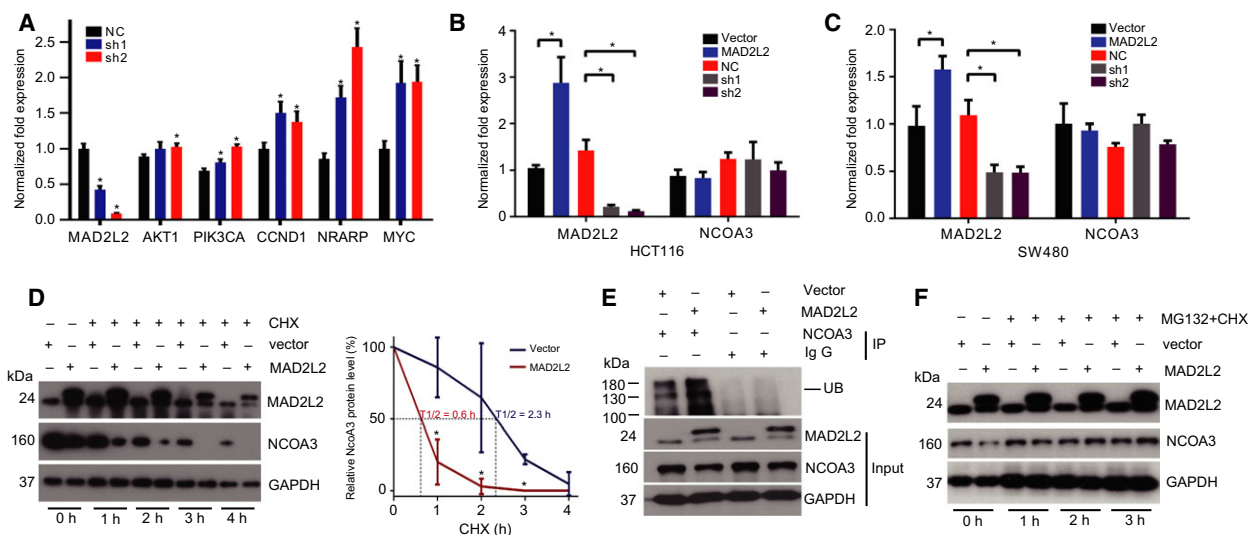 A
Normalized fold expression
2.5
2.0
1.5
1.0
0.5
0.0
NC
sh1
sh2
* * * * * * * * * * *
MAD2L2 AKT1 PIK3CA CCND1 NRARP MYC
B
Normalized fold expression
4
3
2
1
0
Vector
MAD2L2
NC
sh1
sh2
* * *
MAD2L2 NCOA3
HCT116
C
Normalized fold expression
2.0
1.5
1.0
0.5
0.0
Vector
MAD2L2
NC
sh1
sh2
* * *
MAD2L2 NCOA3
SW480
D
– – + + + + + + + + CHX
+ – + – + – + – + – vector
– + – + – + – + – + MAD2L2
kDa
24 MAD2L2
160 NCOA3
37 GAPDH
0 h 1 h 2 h 3 h 4 h
Relative NcoA3 protein level (%)
100
50
0
Vector
MAD2L2
T1/2 = 0.6 h T1/2 = 2.3 h
* * *
0 1 2 3 4
CHX (h)
E
+ – + – Vector
– + – + MAD2L2
+ + – – NCOA3
– – + + Ig G
IP
kDa
180
130
100
UB
24 MAD2L2
160 NCOA3
37 GAPDH
Input
F
– – + + + + + + MG132+CHX
+ – + – + – + – vector
– + – + – + – + MAD2L2
kDa
24 MAD2L2
160 NCOA3
37 GAPDH
0 h 1 h 2 h 3 h